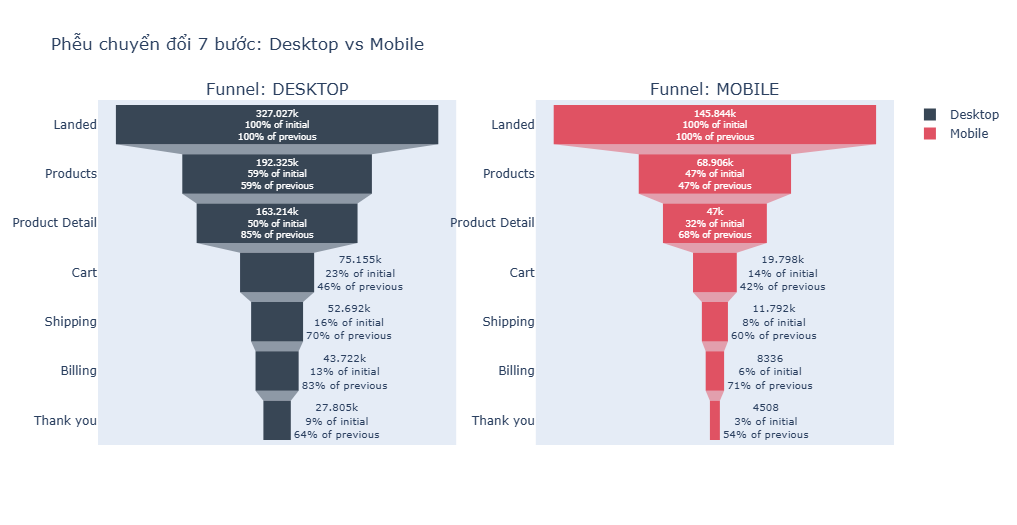 Phễu chuyển đổi 7 bước: Desktop vs Mobile
Funnel: DESKTOP
Landed
327.027k
100% of initial
100% of previous
Products
192.325k
59% of initial
59% of previous
Product Detail
163.214k
50% of initial
85% of previous
Cart
75.155k
23% of initial
46% of previous
Shipping
52.692k
16% of initial
70% of previous
Billing
43.722k
13% of initial
83% of previous
Thank you
27.805k
9% of initial
64% of previous
Funnel: MOBILE
Landed
145.844k
100% of initial
100% of previous
Products
68.906k
47% of initial
47% of previous
Product Detail
47k
32% of initial
68% of previous
Cart
19.798k
14% of initial
42% of previous
Shipping
11.792k
8% of initial
60% of previous
Billing
8336
6% of initial
71% of previous
Thank you
4508
3% of initial
54% of previous
Desktop
Mobile